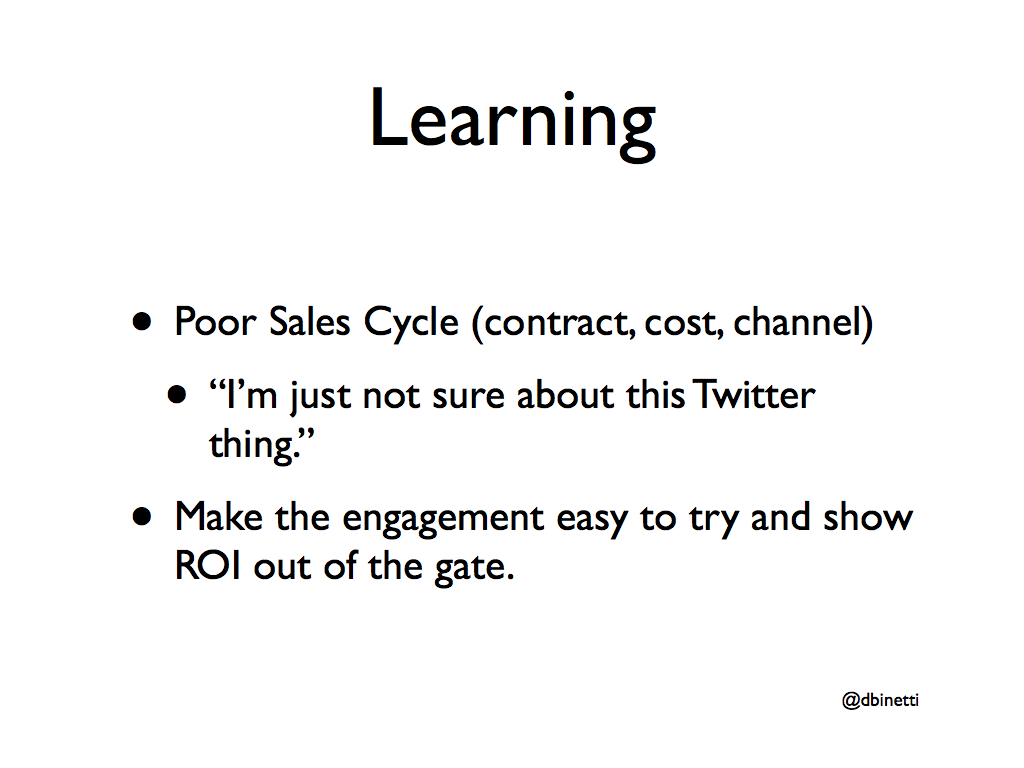 Learning
• Poor Sales Cycle (contract, cost, channel)
• “I’m just not sure about this Twitter
thing.”
• Make the engagement easy to try and show
ROI out of the gate.
@dbinetti